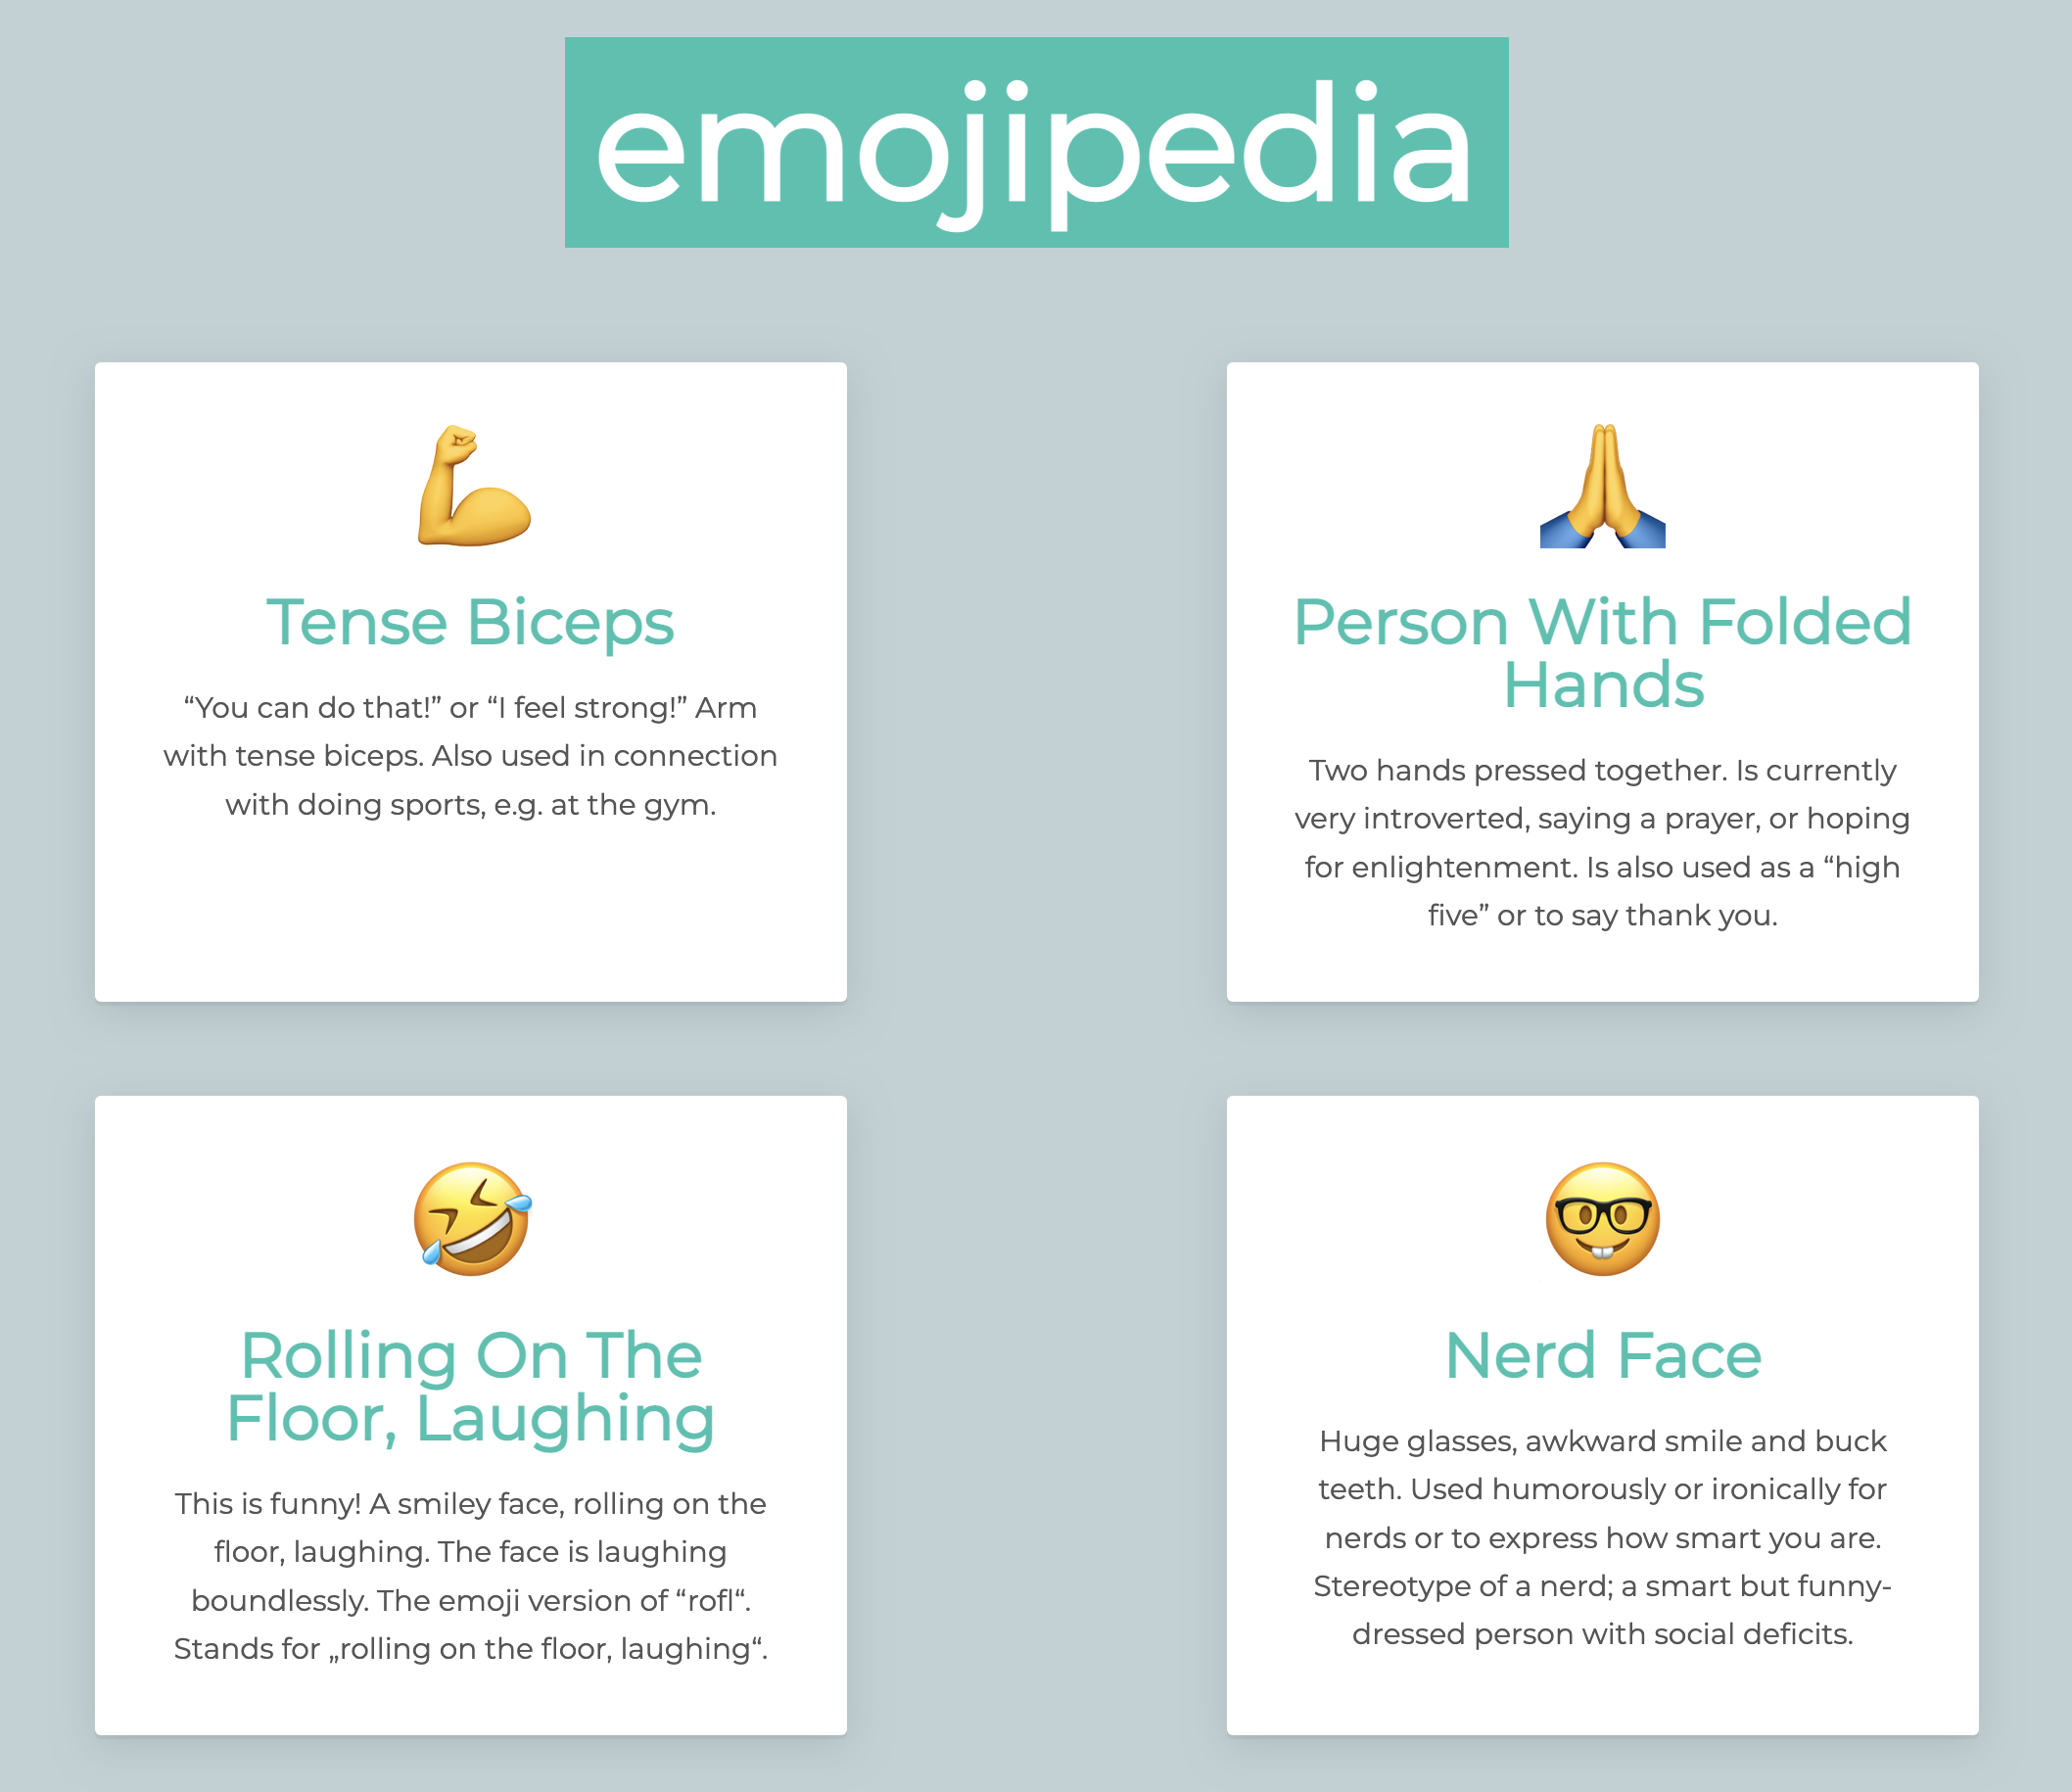 emojipedia
Tense Biceps
“You can do that!” or “I feel strong!” Arm
with tense biceps. Also used in connection
with doing sports, e.g. at the gym.
Person With Folded
Hands
Two hands pressed together. Is currently
very introverted, saying a prayer, or hoping
for enlightenment. Is also used as a “high
five” or to say thank you.
Rolling On The
Floor, Laughing
This is funny! A smiley face, rolling on the
floor, laughing. The face is laughing
boundlessly. The emoji version of “rofl“.
Stands for „rolling on the floor, laughing“.
Nerd Face
Huge glasses, awkward smile and buck
teeth. Used humorously or ironically for
nerds or to express how smart you are.
Stereotype of a nerd; a smart but funny-
dressed person with social deficits.